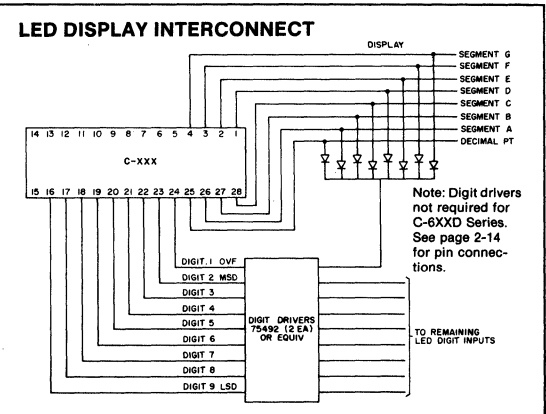 LED DISPLAY INTERCONNECT
DISPLAY
SEGMENT G
SEGMENT F
SEGMENT E
SEGMENT D
SEGMENT C
SEGMENT B
SEGMENT A
DECIMAL PT
14 13 12 11 10 9 8 7 6 5 4 3 2 1
C-XXX
15 16 17 18 19 20 21 22 23 24 25 26 27 28
Note: Digit drivers
not required for
C-6XXD Series.
See page 2-14
for pin connec-
tions.
DIGIT. 1 OVF
DIGIT 2 MSD
DIGIT 3
DIGIT 4
DIGIT 5
DIGIT 6
DIGIT 7
DIGIT 8
DIGIT 9 LSD
DIGIT DRIVERS
75492 (2 EA)
OR EQUIV
TO REMAINING
LED DIGIT INPUTS